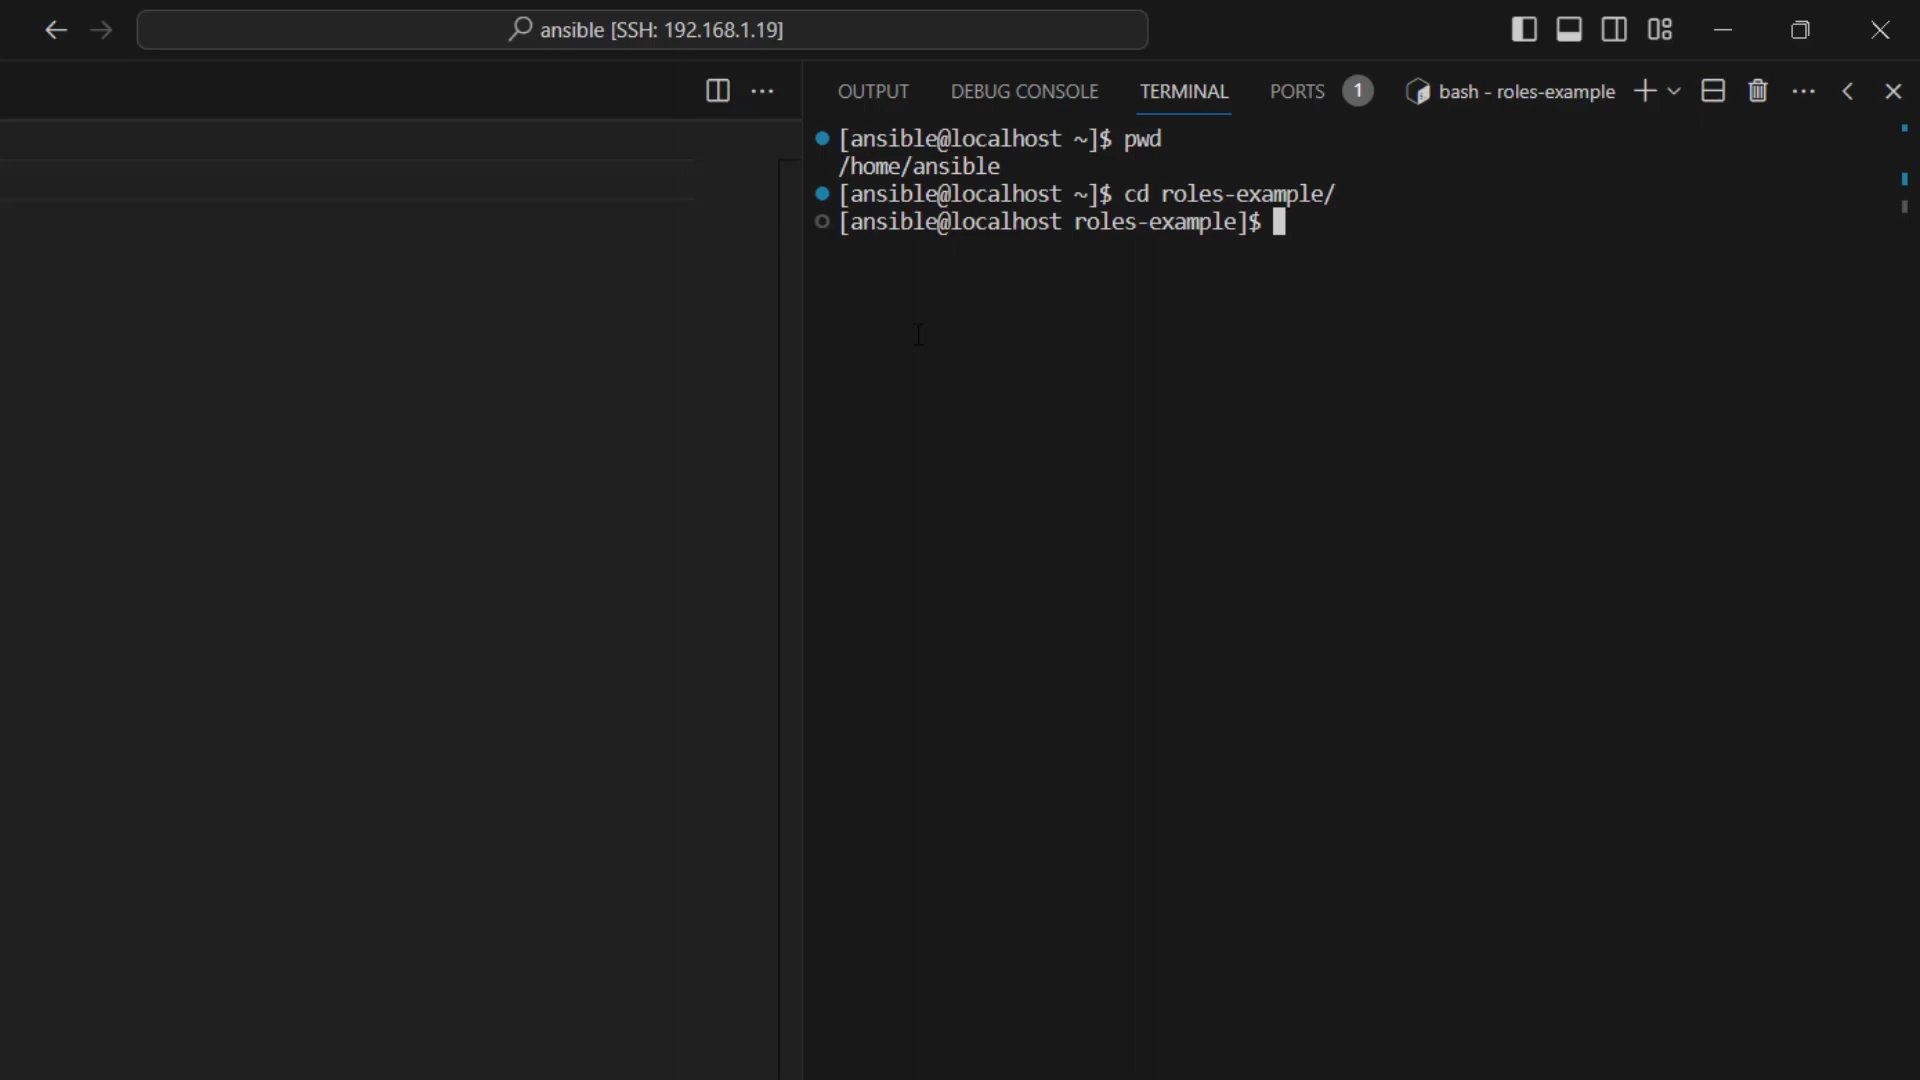 ansible [SSH: 192.168.1.19]
OUTPUT DEBUG CONSOLE TERMINAL PORTS 1 bash - roles-example
[ansible@localhost ~]$ pwd
/home/ansible
[ansible@localhost ~]$ cd roles-example/
[ansible@localhost roles-example]$